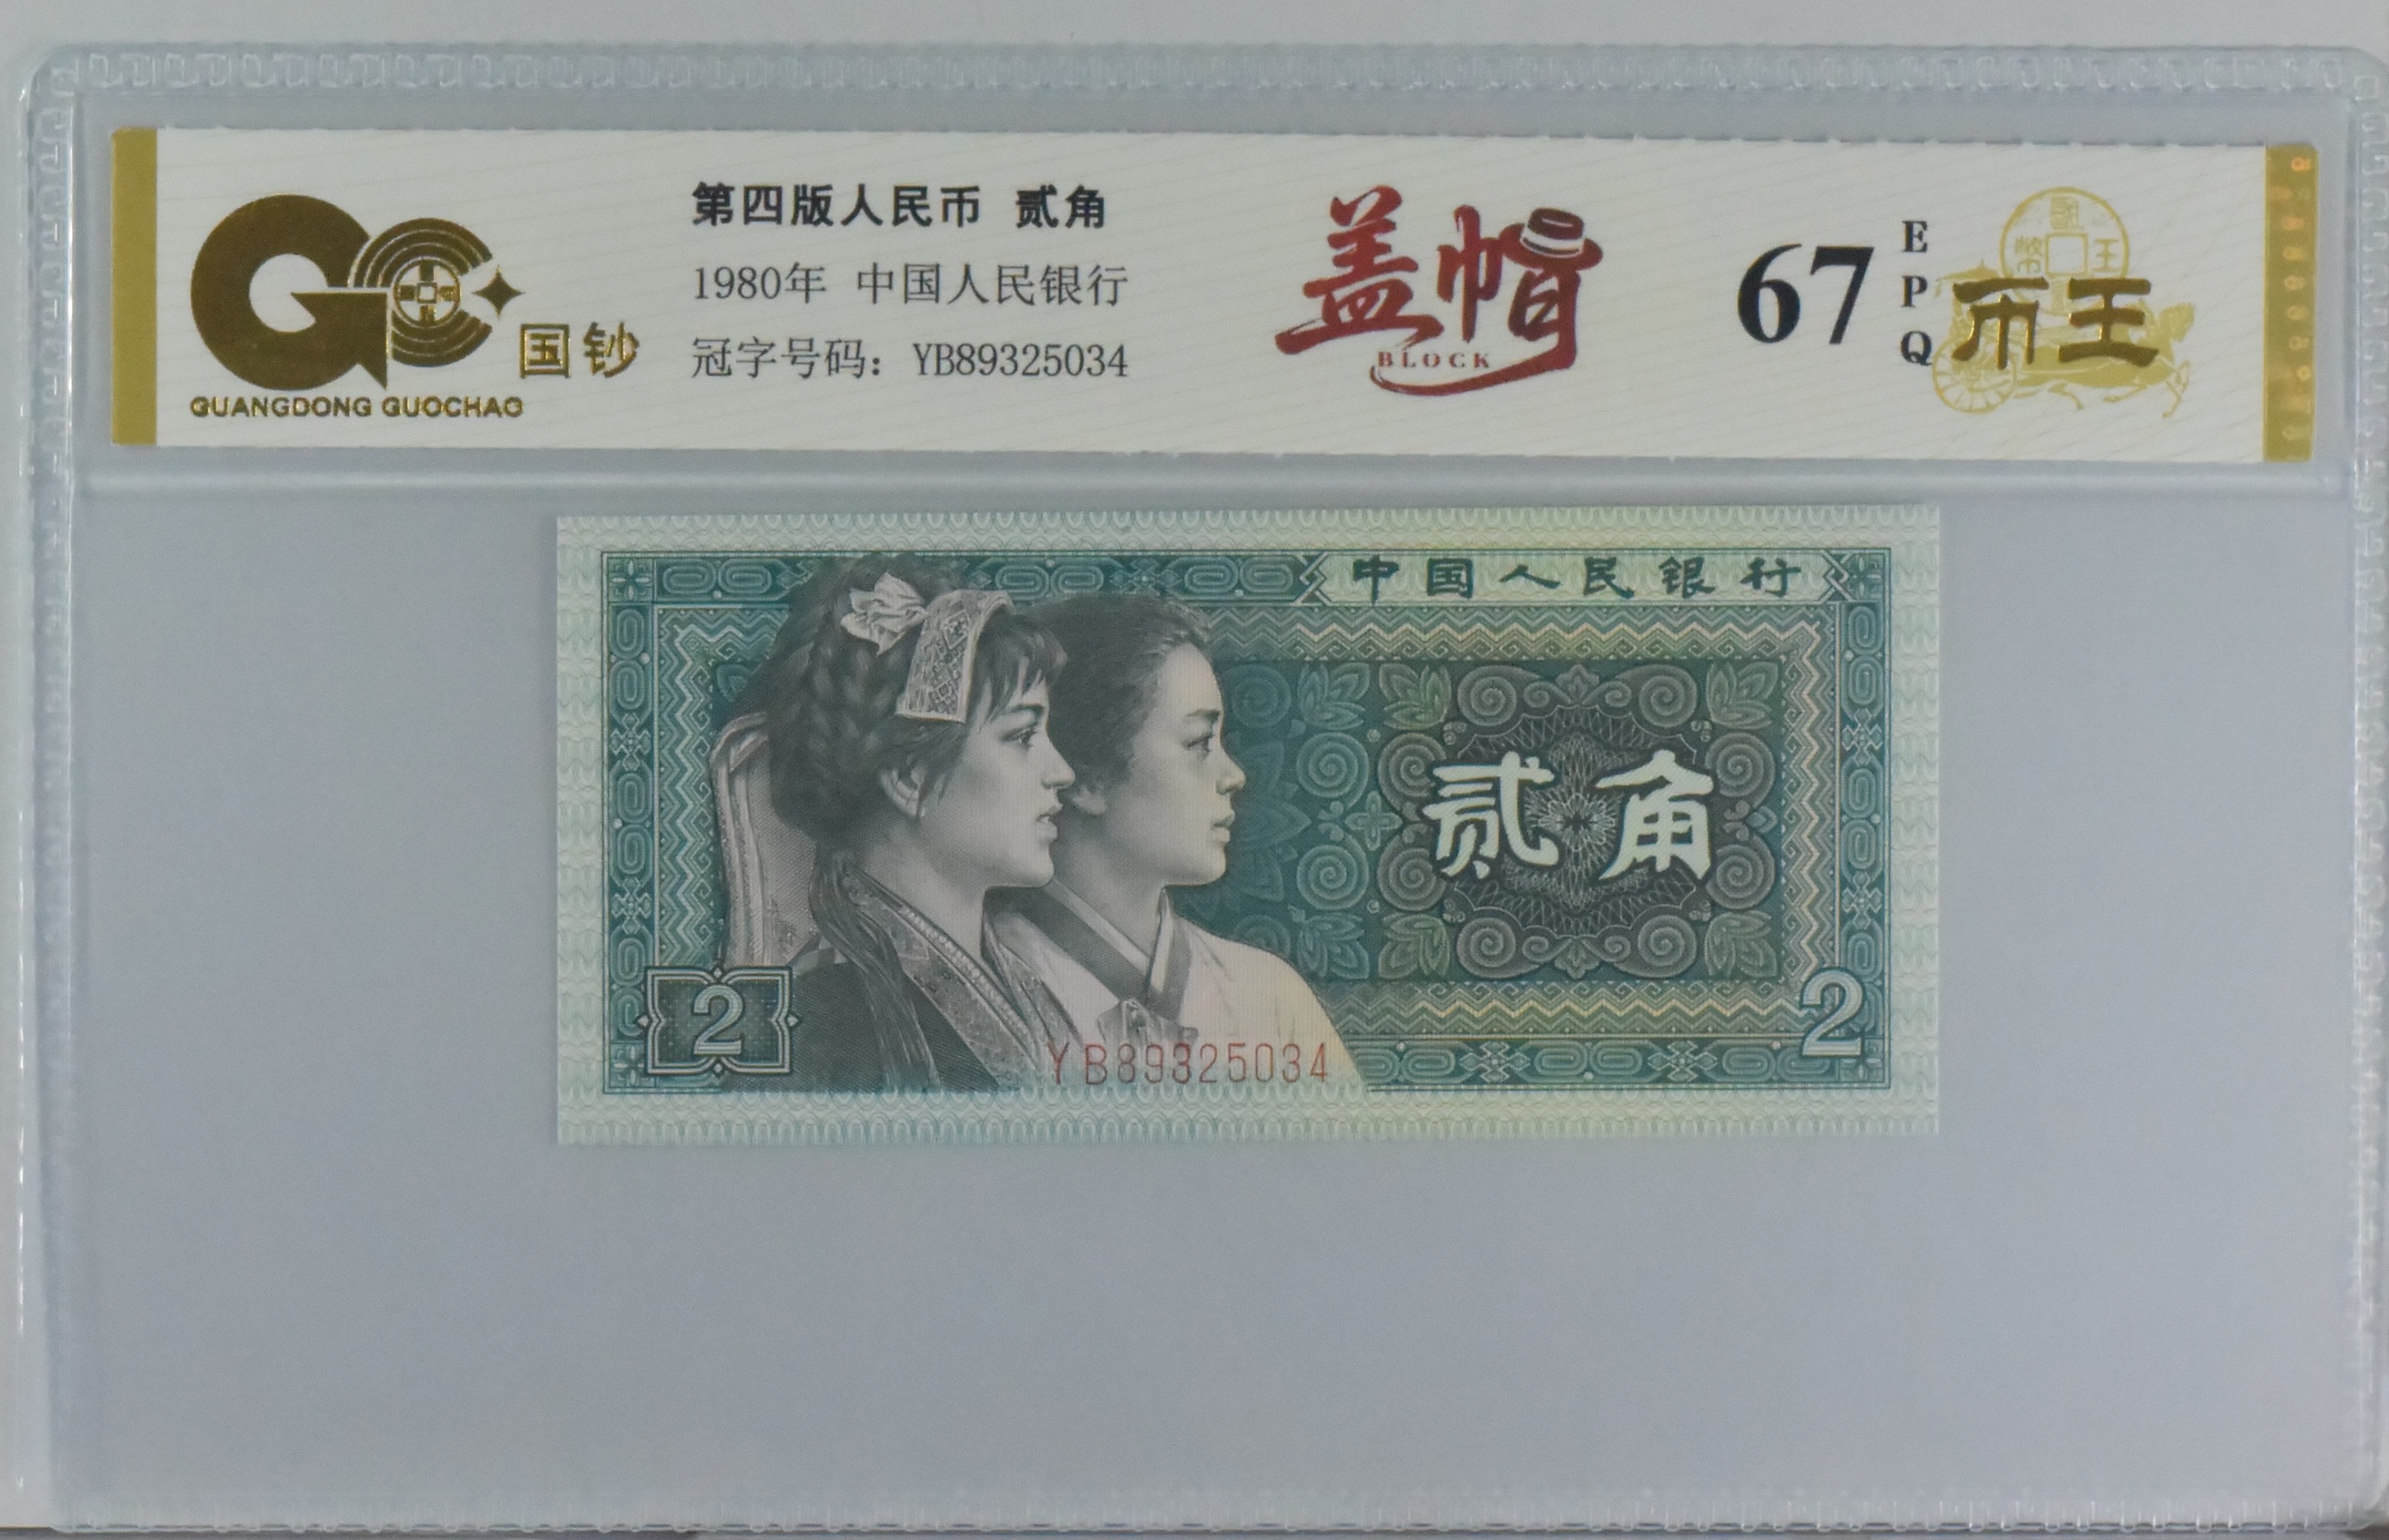 第四版人民币 贰角
1980年 中国人民银行
冠字号码: YB89325034
国钞
GUANGDONG GUOCHAO
盖帽
BLOCK
67
E
P
Q
币王
中国人民银行
贰角
2
2
YB89325034